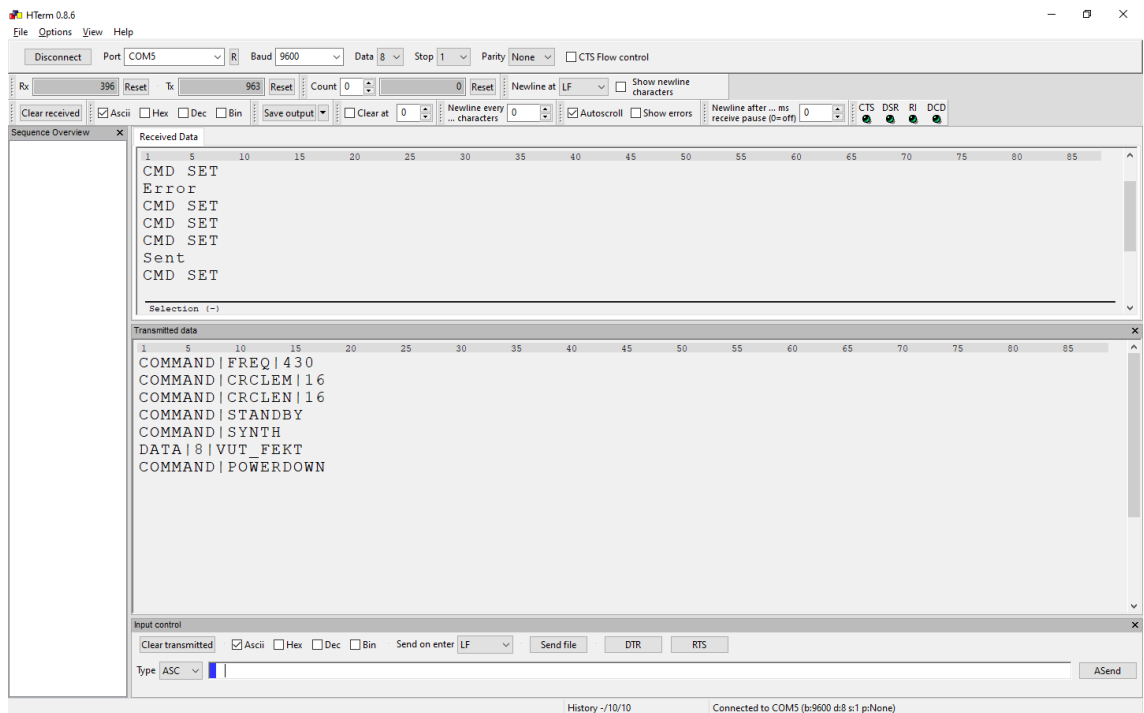 HTerm 0.8.6
File Options View Help
Disconnect Port COM5 R Baud 9600 Data 8 Stop 1 Parity None CTS Flow control
Rx 396 Reset Tx 963 Reset Count 0 0 Reset Newline at LF Show newline characters
Clear received Ascii Hex Dec Bin Save output Clear at 0 Newline every ... characters 0 Autoscroll Show errors Newline after ... ms receive pause (0=off) 0 CTS DSR RI DCD
Sequence Overview x
Received Data
1 5 10 15 20 25 30 35 40 45 50 55 60 65 70 75 80 85
CMD SET
Error
CMD SET
CMD SET
CMD SET
Sent
CMD SET
Selection (-)
Transmitted data x
1 5 10 15 20 25 30 35 40 45 50 55 60 65 70 75 80 85
COMMAND|FREQ|430
COMMAND|CRCLEM|16
COMMAND|CRCLEN|16
COMMAND|STANDBY
COMMAND|SYNTH
DATA|8|VUT_FEKT
COMMAND|POWERDOWN
Input control x
Clear transmitted Ascii Hex Dec Bin Send on enter LF Send file DTR RTS
Type ASC ASend
History -/10/10 Connected to COM5 (b:9600 d:8 s:1 p:None)